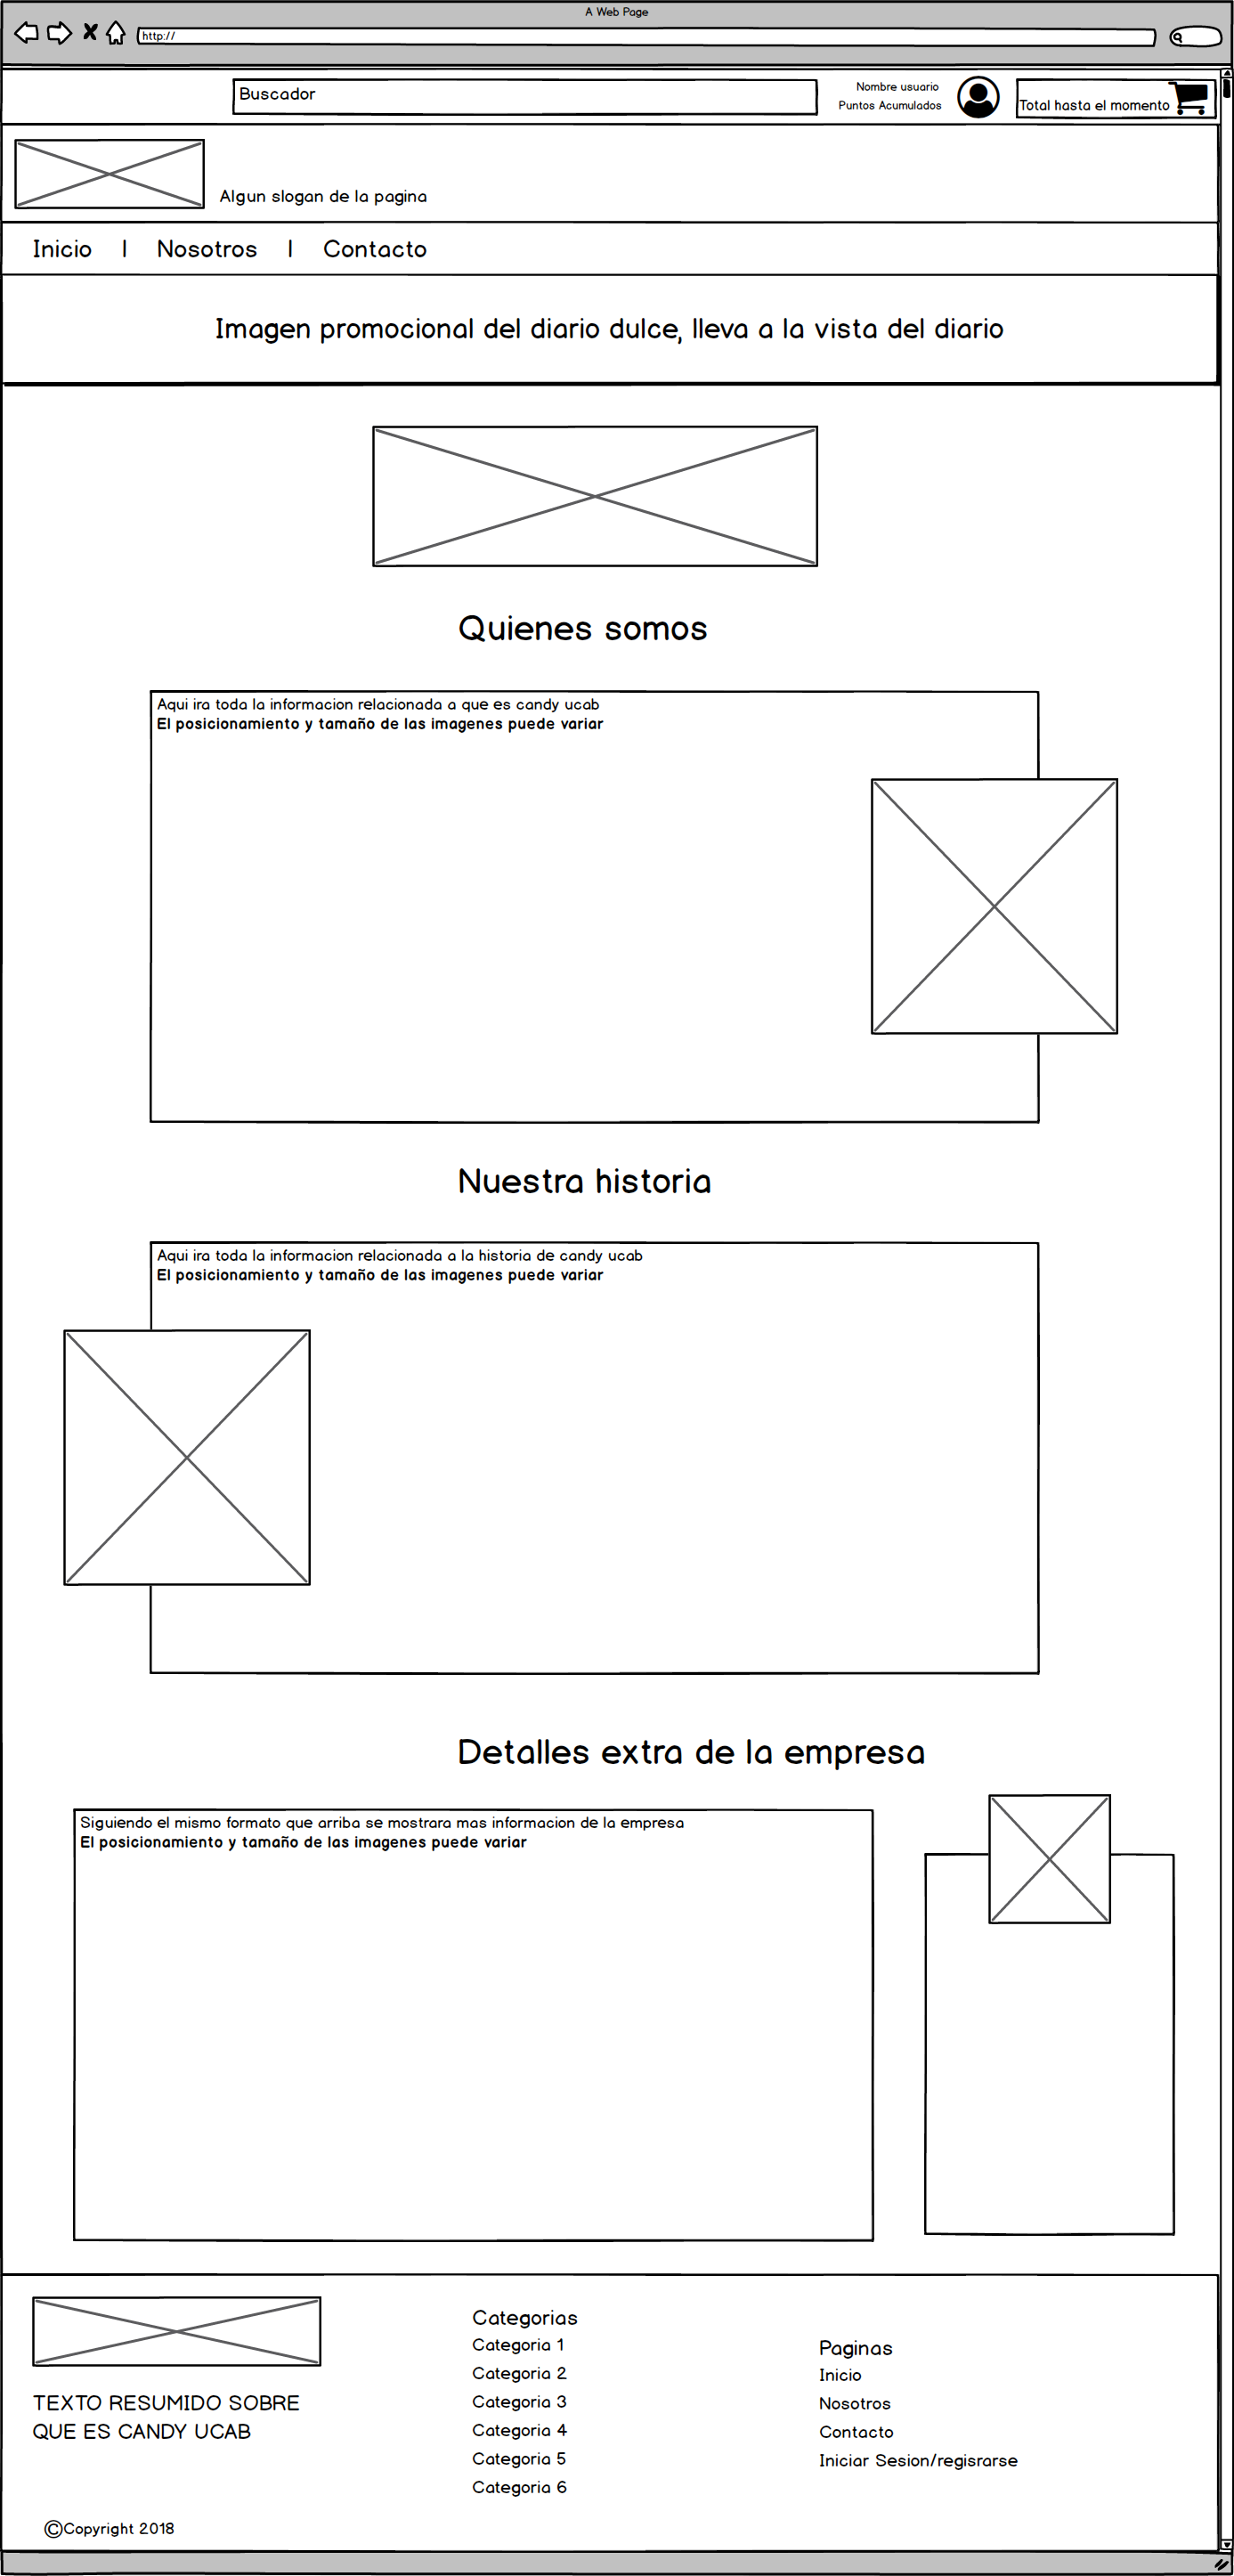 A Web Page
http://
Buscador
Nombre usuario
Puntos Acumulados
Total hasta el momento
Algun slogan de la pagina
Inicio | Nosotros | Contacto
Imagen promocional del diario dulce, lleva a la vista del diario
Quienes somos
Aqui ira toda la informacion relacionada a que es candy ucab
El posicionamiento y tamaño de las imagenes puede variar
Nuestra historia
Aqui ira toda la informacion relacionada a la historia de candy ucab
El posicionamiento y tamaño de las imagenes puede variar
Detalles extra de la empresa
Siguiendo el mismo formato que arriba se mostrara mas informacion de la empresa
El posicionamiento y tamaño de las imagenes puede variar
TEXTO RESUMIDO SOBRE
QUE ES CANDY UCAB
©Copyright 2018
Categorias
Categoria 1
Categoria 2
Categoria 3
Categoria 4
Categoria 5
Categoria 6
Paginas
Inicio
Nosotros
Contacto
Iniciar Sesion/regisrarse